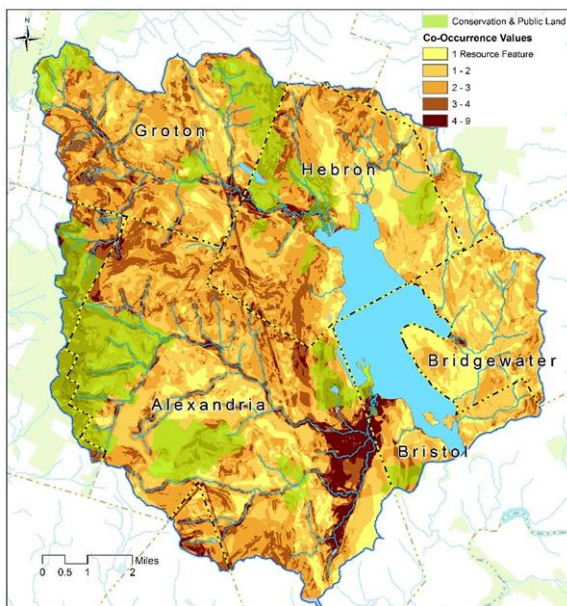 N
Conservation & Public Land
Co-Occurrence Values
1 Resource Feature
1 - 2
2 - 3
3 - 4
4 - 9
Groton
Hebron
Bridgewater
Alexandria
Bristol
Miles
0 0.5 1 2